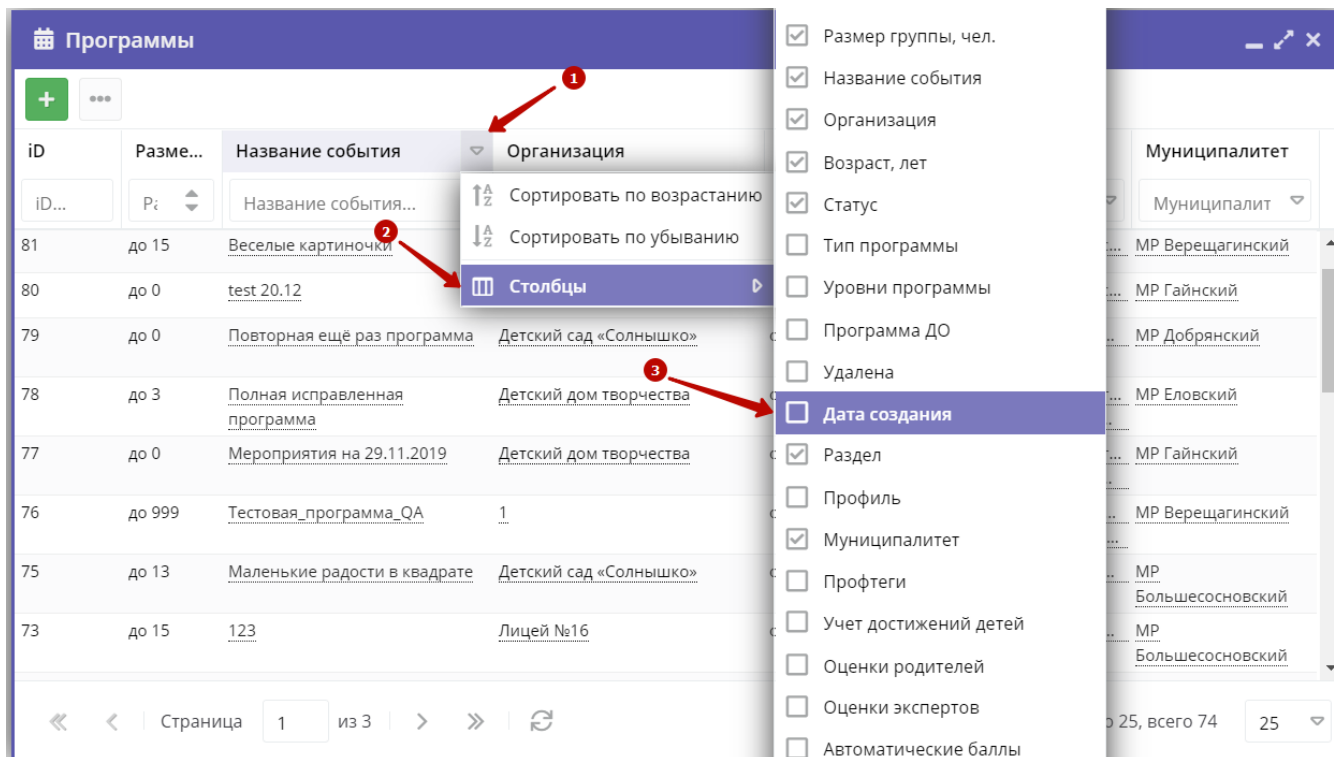 Программы
iD
Разме...
Название события
Организация
Муниципалитет
iD...
Ра
Название события...
Муниципалит
81 до 15 Веселые картиночки МР Верещагинский
80 до 0 test 20.12 МР Гайнский
79 до 0 Повторная ещё раз программа Детский сад «Солнышко» МР Добрянский
78 до 3 Полная исправленная Детский дом творчества МР Еловский
программа
77 до 0 Мероприятия на 29.11.2019 Детский дом творчества МР Гайнский
76 до 999 Тестовая_программа_QA 1 МР Верещагинский
75 до 13 Маленькие радости в квадрате Детский сад «Солнышко» МР
Большесосновский
73 до 15 123 Лицей №16 МР
Большесосновский
Страница 1 из 3
25, всего 74 25
1
2
3
Сортировать по возрастанию
Сортировать по убыванию
Столбцы
Размер группы, чел.
Название события
Организация
Возраст, лет
Статус
Тип программы
Уровни программы
Программа ДО
Удалена
Дата создания
Раздел
Профиль
Муниципалитет
Профтеги
Учет достижений детей
Оценки родителей
Оценки экспертов
Автоматические баллы